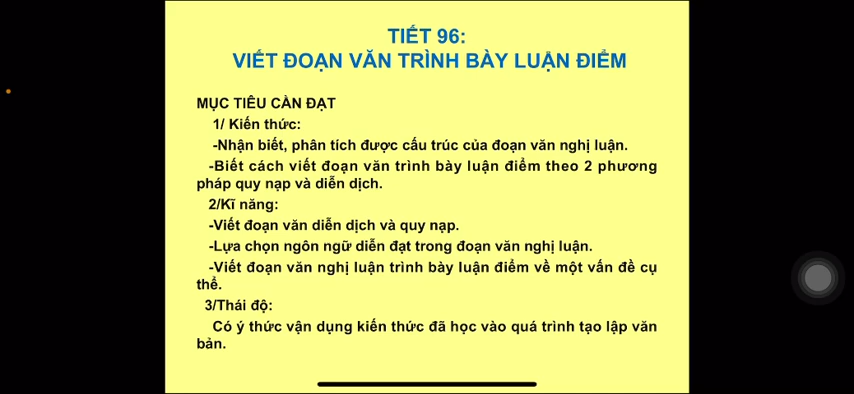 TIẾT 96:
VIẾT ĐOẠN VĂN TRÌNH BÀY LUẬN ĐIỂM
MỤC TIÊU CẦN ĐẠT
1/ Kiến thức:
-Nhận biết, phân tích được cấu trúc của đoạn văn nghị luận.
-Biết cách viết đoạn văn trình bày luận điểm theo 2 phương
pháp quy nạp và diễn dịch.
2/Kĩ năng:
-Viết đoạn văn diễn dịch và quy nạp.
-Lựa chọn ngôn ngữ diễn đạt trong đoạn văn nghị luận.
-Viết đoạn văn nghị luận trình bày luận điểm về một vấn đề cụ
thể.
3/Thái độ:
Có ý thức vận dụng kiến thức đã học vào quá trình tạo lập văn
bản.